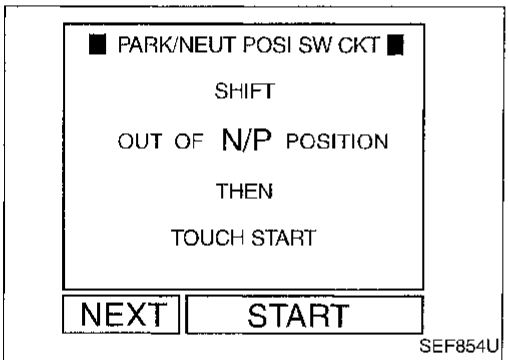 ■ PARK/NEUT POSI SW CKT ■
SHIFT
OUT OF N/P POSITION
THEN
TOUCH START
NEXT START
SEF854U